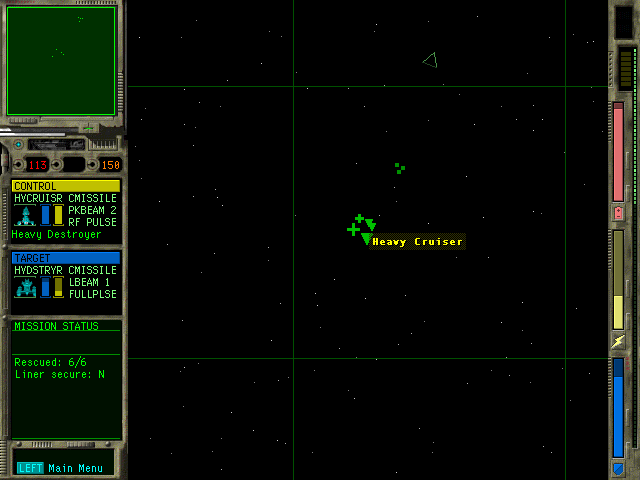 113 150
CONTROL
HVCRUISR CMISSILE
PKBEAM 2
RF PULSE
Heavy Destroyer
TARGET
HYDSTRYR CMISSILE
LBEAM 1
FULLPLSE
MISSION STATUS
Rescued: 6/6
Liner secure: N
LEFT Main Menu
Heavy Cruiser